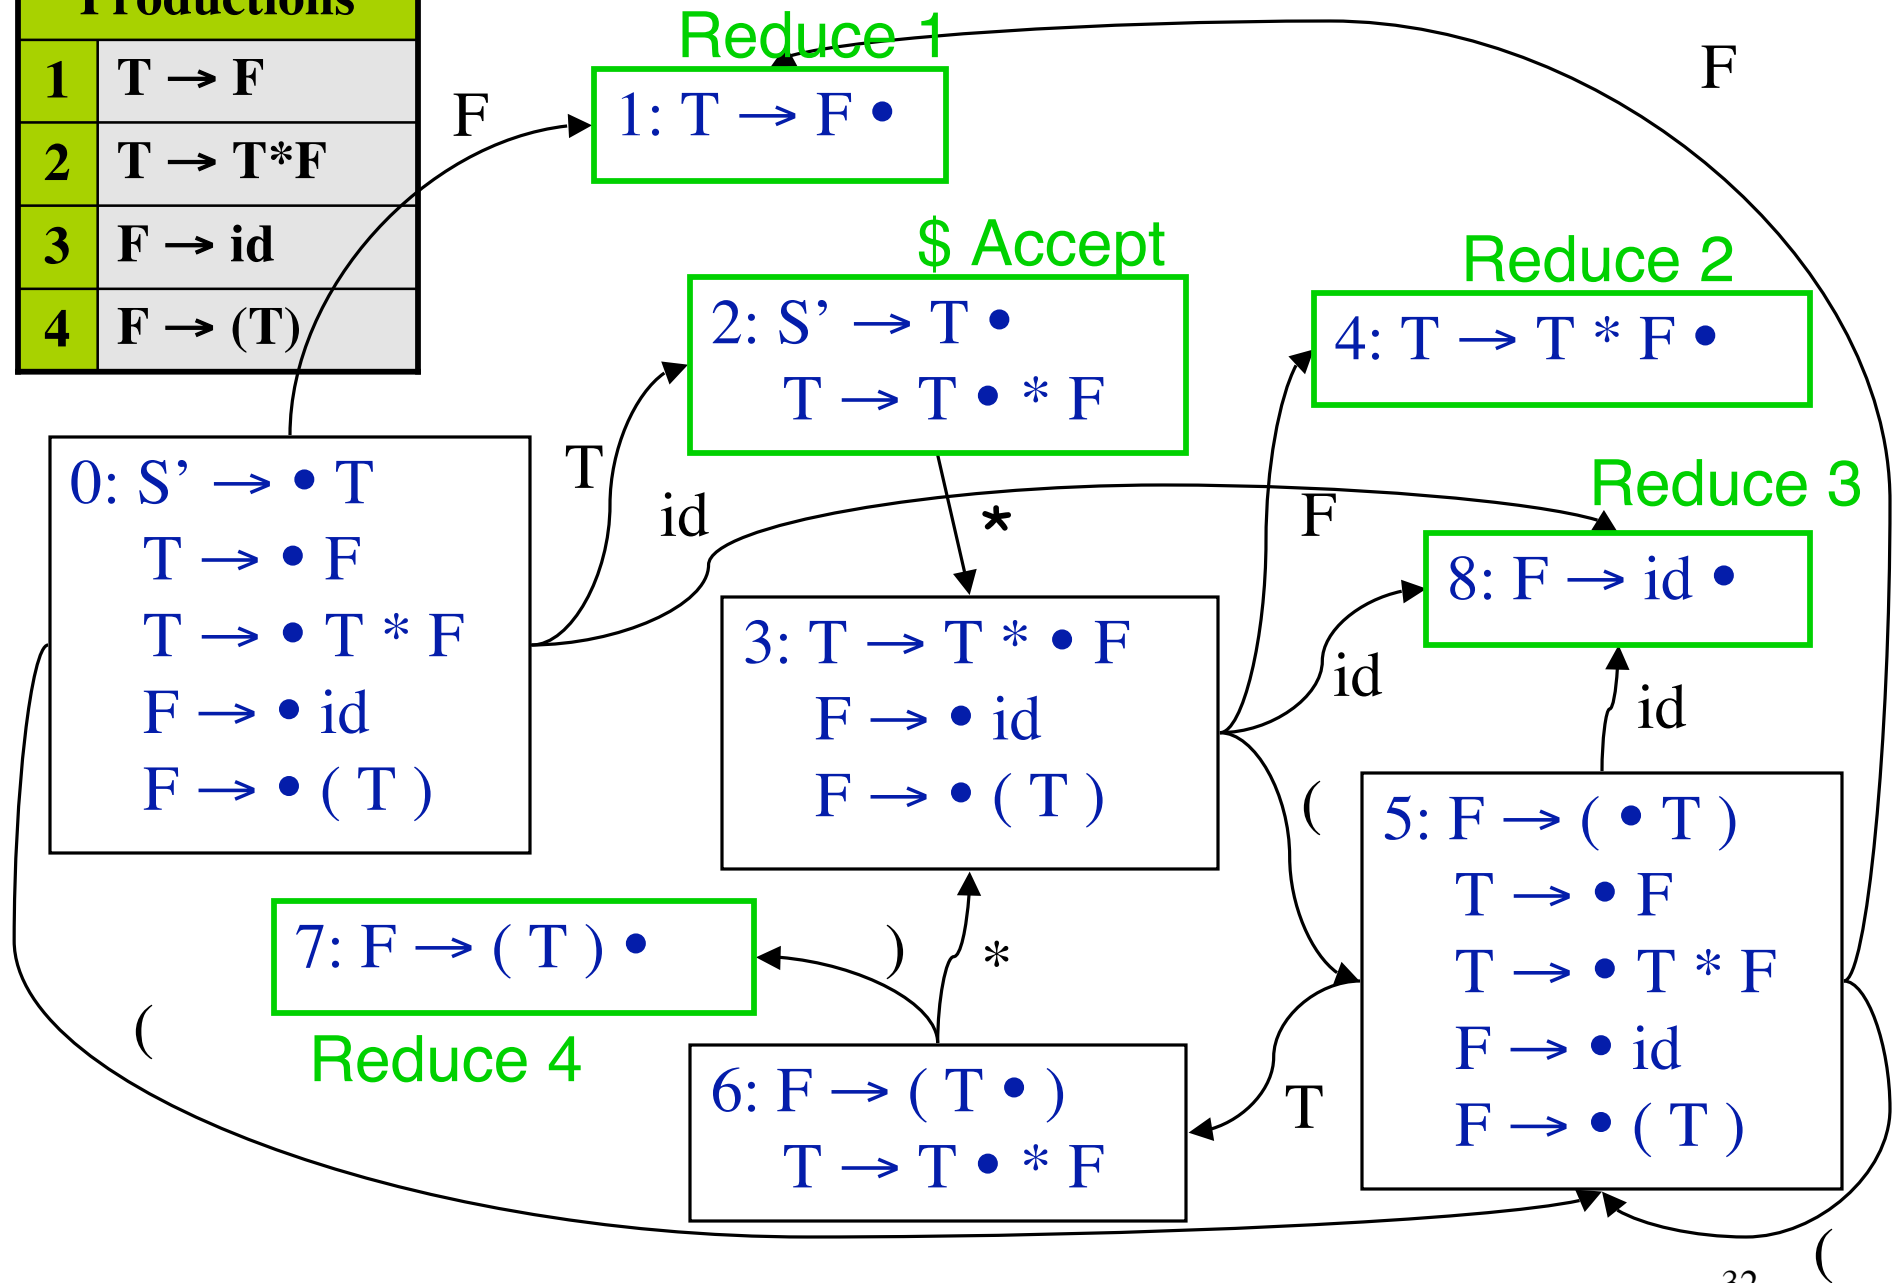 Productions
1 T → F
2 T → T*F
3 F → id
4 F → (T)
Reduce 1
1: T → F •
F
F
$ Accept
2: S’ → T •
T → T • * F
Reduce 2
4: T → T * F •
0: S’ → • T
T → • F
T → • T * F
F → • id
F → • ( T )
T
id
*
F
Reduce 3
8: F → id •
3: T → T * • F
F → • id
F → • ( T )
id
id
(
5: F → ( • T )
T → • F
T → • T * F
F → • id
F → • ( T )
7: F → ( T ) •
)
*
Reduce 4
(
6: F → ( T • )
T → T • * F
T
(
32